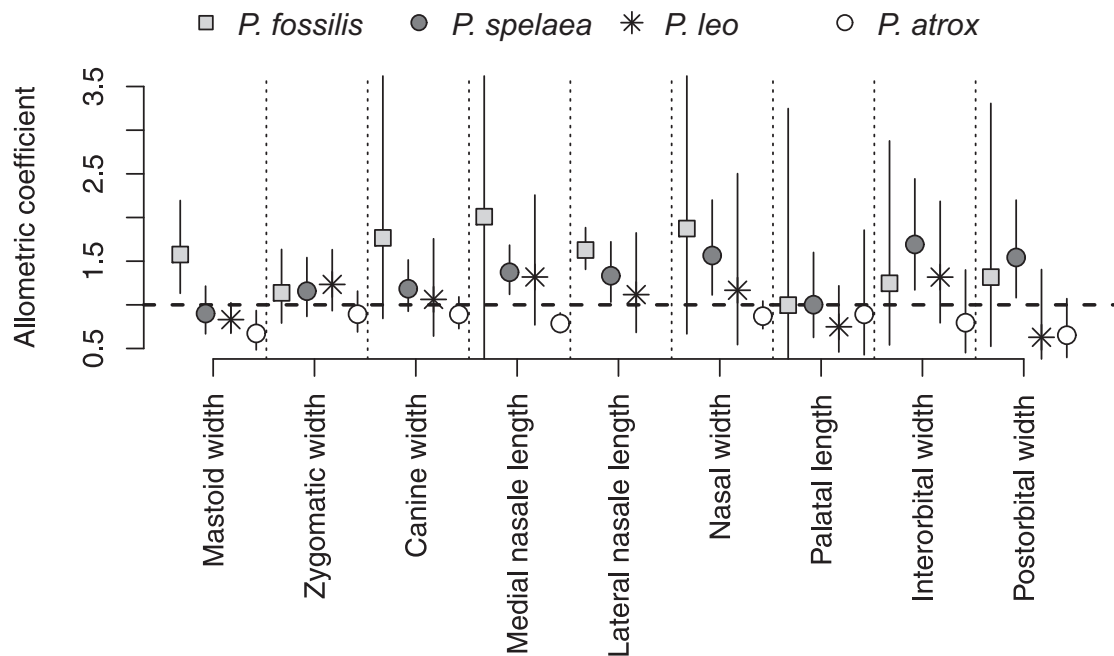 P. fossilis P. spelaea P. leo P. atrox
Allometric coefficient
3.5
2.5
1.5
0.5
Mastoid width
Zygomatic width
Canine width
Medial nasale length
Lateral nasale length
Nasal width
Palatal length
Interorbital width
Postorbital width